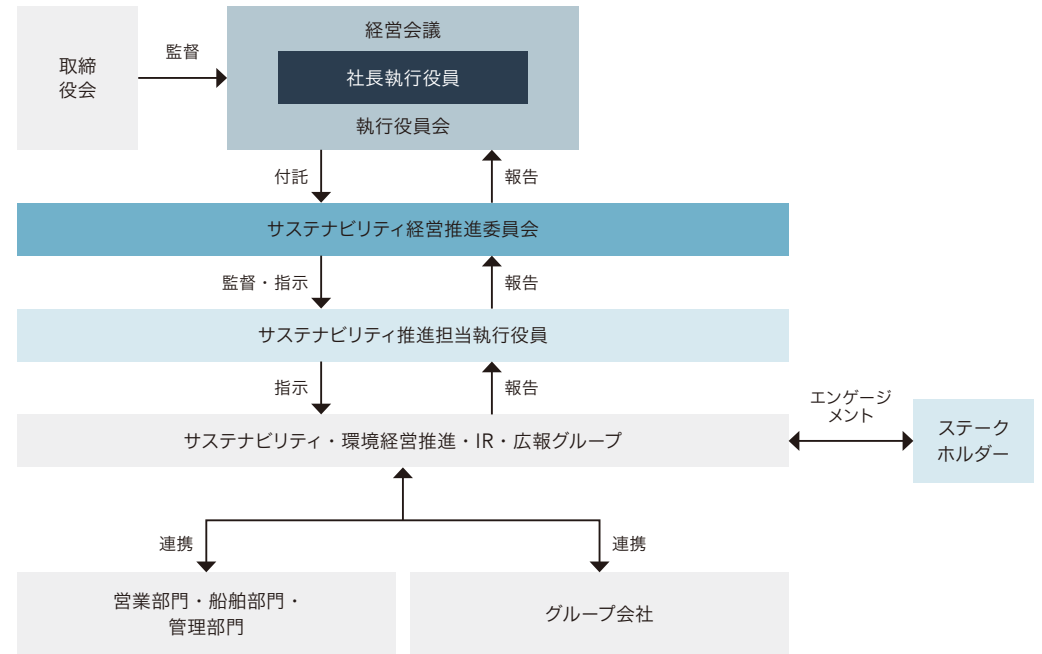 取締
役会
監督
経営会議
社長執行役員
執行役員会
付託
報告
サステナビリティ経営推進委員会
監督・指示
報告
サステナビリティ推進担当執行役員
指示
報告
サステナビリティ・環境経営推進・IR・広報グループ
エンゲージ
メント
ステーク
ホルダー
連携
連携
営業部門・船舶部門・
管理部門
グループ会社